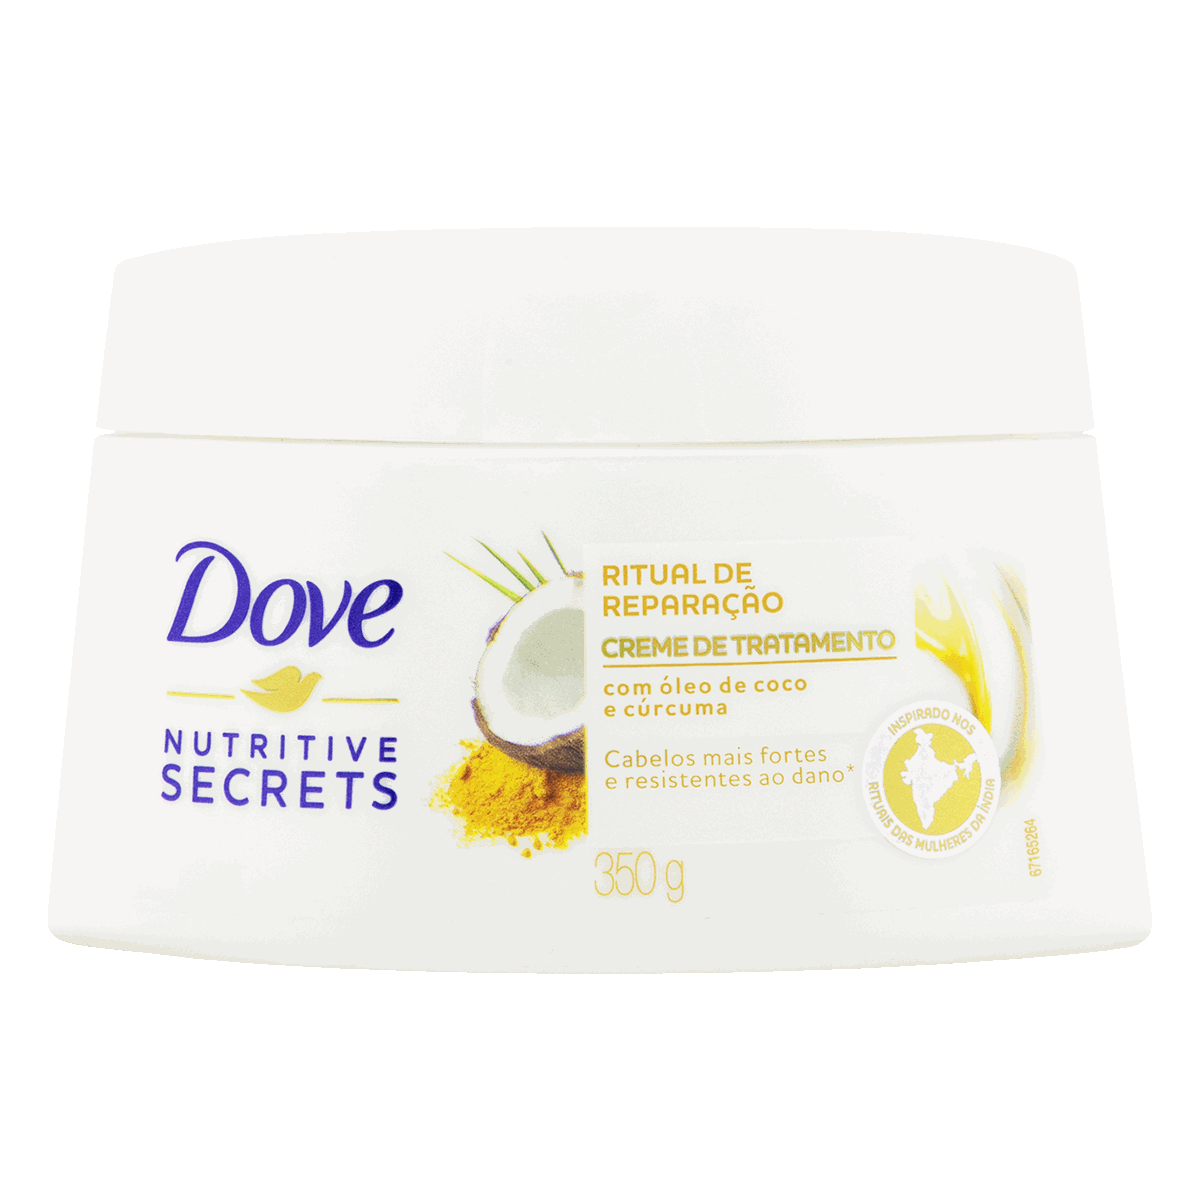 Dove
NUTRITIVE
SECRETS
RITUAL DE
REPARAÇÃO
CREME DE TRATAMENTO
com óleo de coco
e cúrcuma
Cabelos mais fortes
e resistentes ao dano*
350 g
INSPIRADO NOS
RITUAIS DAS MULHERES DA ÍNDIA
67165264